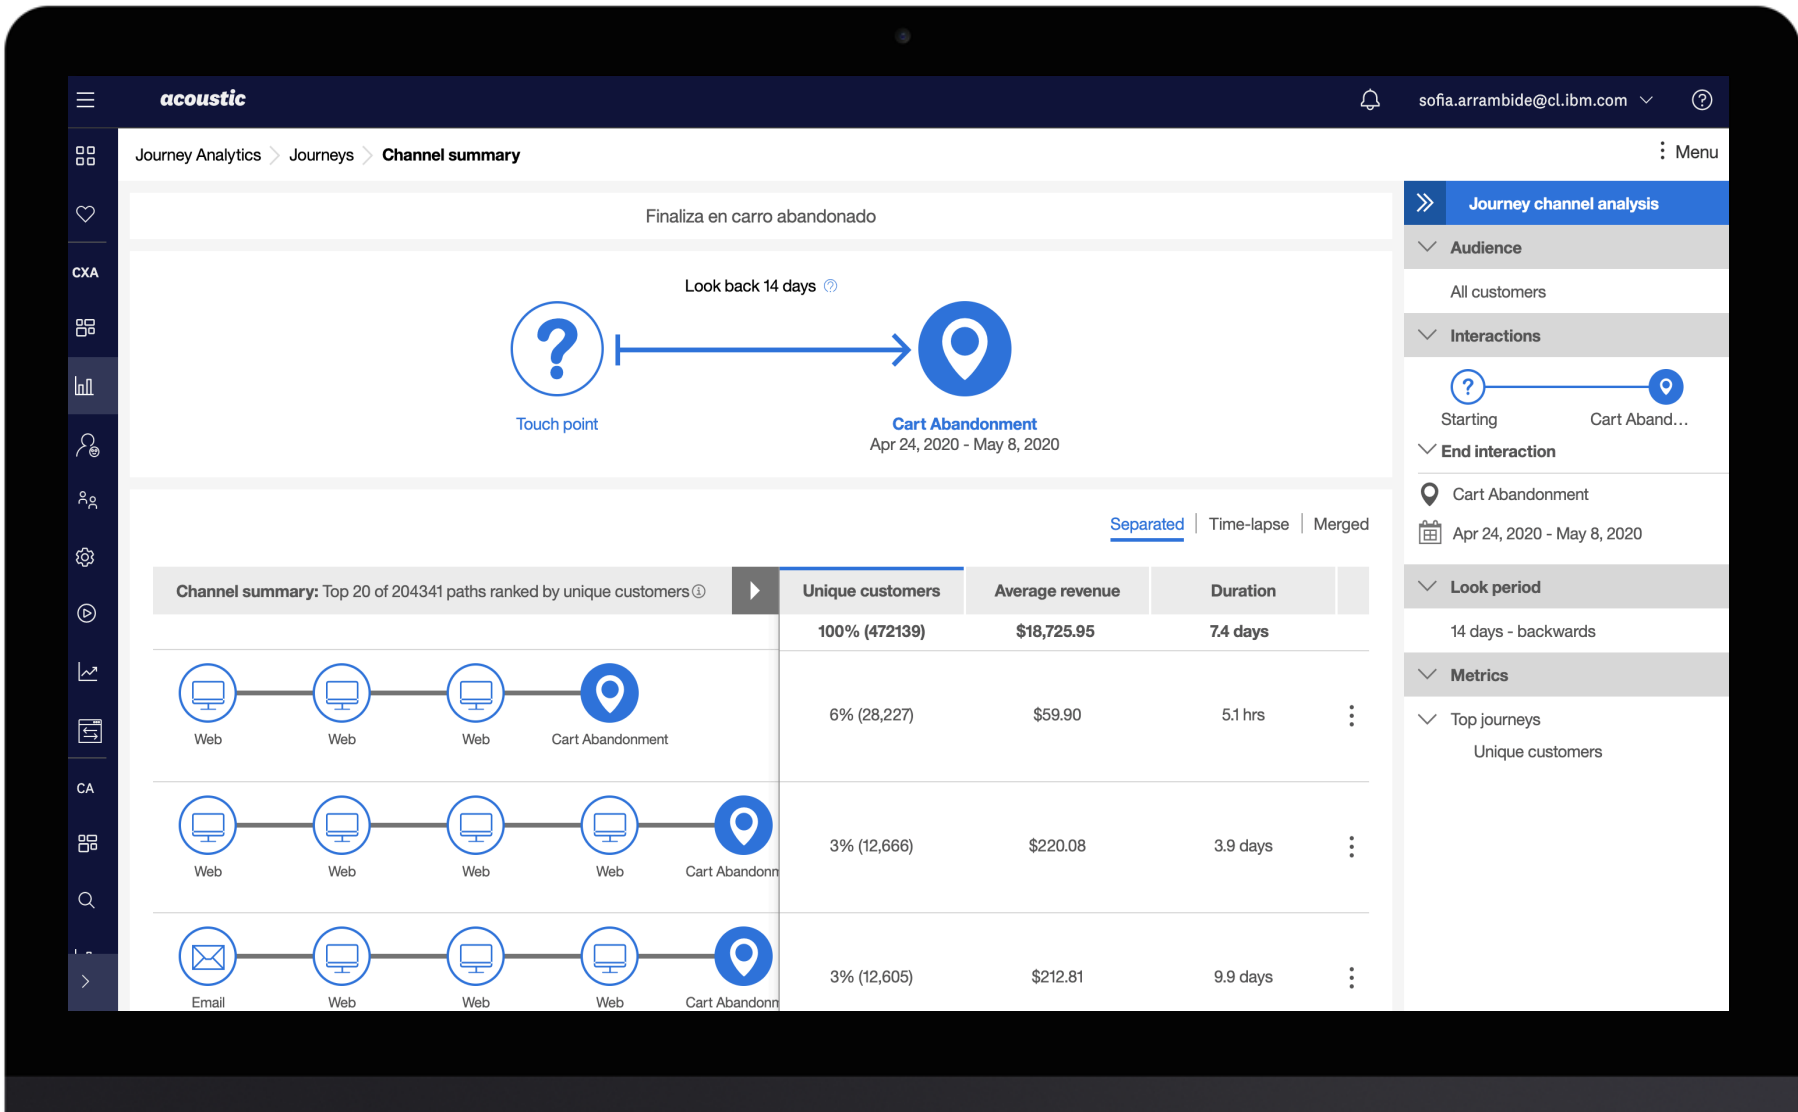 acoustic
sofia.arrambide@cl.ibm.com
Journey Analytics Journeys Channel summary
Menu
Finaliza en carro abandonado
Look back 14 days
Touch point
Cart Abandonment
Apr 24, 2020 - May 8, 2020
Separated Time-lapse Merged
Channel summary: Top 20 of 204341 paths ranked by unique customers
Unique customers Average revenue Duration
100% (472139) $18,725.95 7.4 days
Web Web Web Cart Abandonment
6% (28,227) $59.90 5.1 hrs
Web Web Web Web Cart Abandonn
3% (12,666) $220.08 3.9 days
Email Web Web Web Cart Abandonn
3% (12,605) $212.81 9.9 days
Journey channel analysis
Audience
All customers
Interactions
Starting Cart Aband...
End interaction
Cart Abandonment
Apr 24, 2020 - May 8, 2020
Look period
14 days - backwards
Metrics
Top journeys
Unique customers
CXA
CA